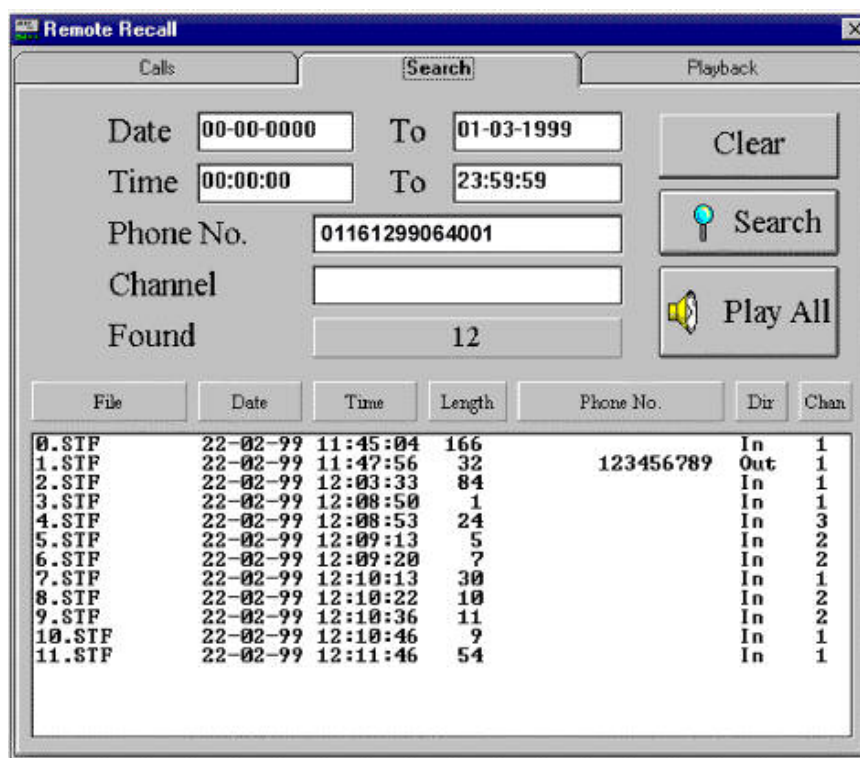 Remote Recall
Calls Search Playback
Date 00-00-0000 To 01-03-1999 Clear
Time 00:00:00 To 23:59:59
Phone No. 01161299064001 Search
Channel
Found 12 Play All
File Date Time Length Phone No. Dir Chan
0.STF 22-02-99 11:45:04 166 In 1
1.STF 22-02-99 11:47:56 32 123456789 Out 1
2.STF 22-02-99 12:03:33 84 In 1
3.STF 22-02-99 12:08:50 1 In 1
4.STF 22-02-99 12:08:53 24 In 3
5.STF 22-02-99 12:09:13 5 In 2
6.STF 22-02-99 12:09:20 7 In 2
7.STF 22-02-99 12:10:13 30 In 1
8.STF 22-02-99 12:10:22 10 In 2
9.STF 22-02-99 12:10:36 11 In 2
10.STF 22-02-99 12:10:46 9 In 1
11.STF 22-02-99 12:11:46 54 In 1